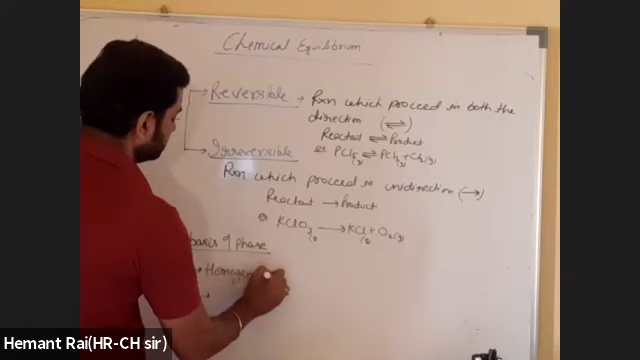 Chemical Equilibrium
→ Reversible → Rxn which proceed in both the
direction (⇌)
Reactant ⇌ Product
ex PCl5(g) ⇌ PCl3(g) + Cl2(g)
→ Irreversible
Rxn which proceed in unidirection (→)
Reactant → Product
KClO3(s) → KCl(s) + O2(g)
basis of phase
→ Homogen
→
Hemant Rai(HR-CH sir)